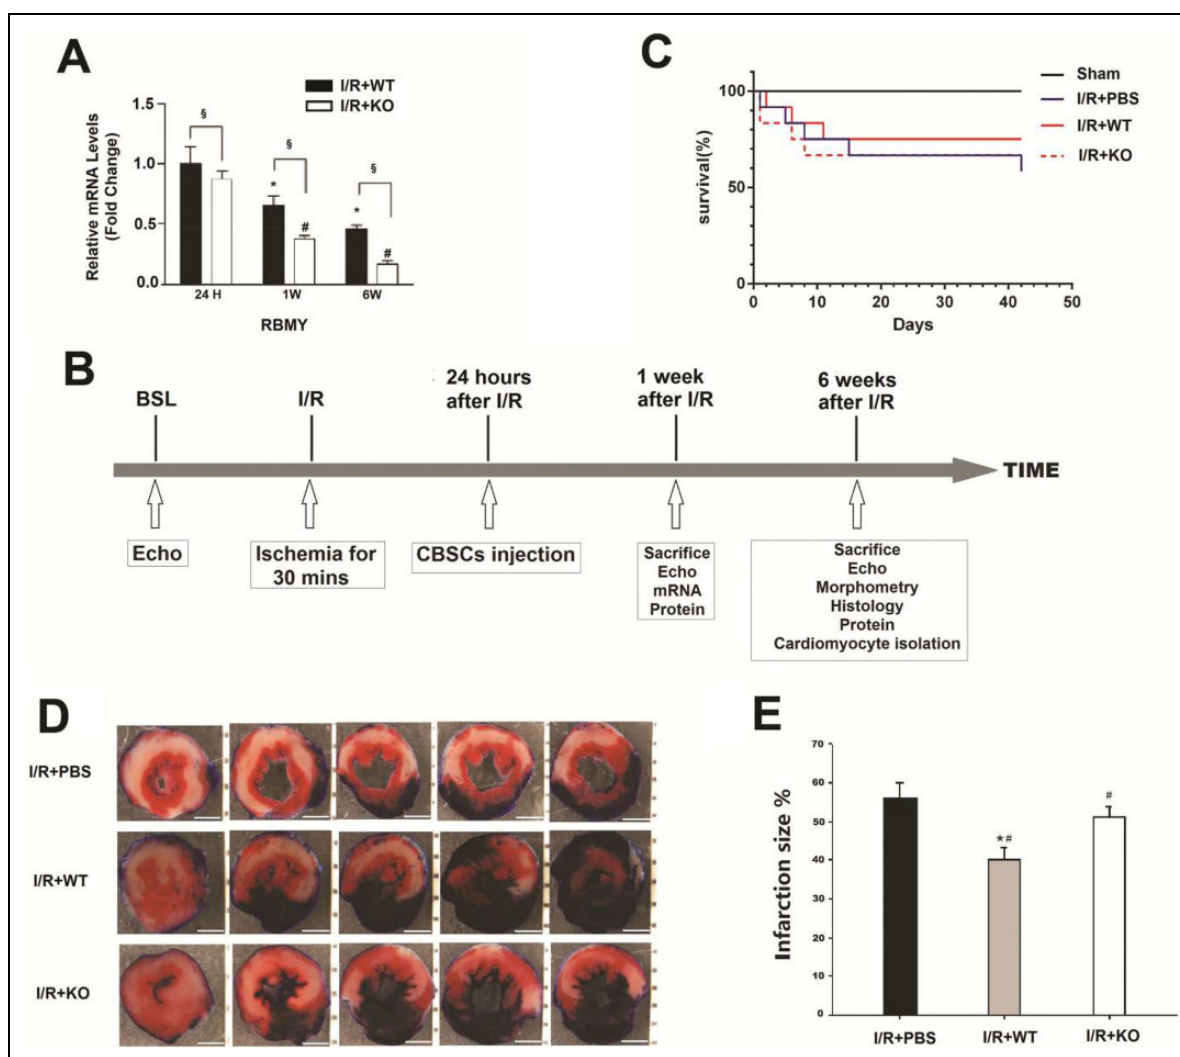 A
I/R+WT
I/R+KO
Relative mRNA Levels
(Fold Change)
1.5
1.0
0.5
0.0
§
§
§
*
#
*
#
24 H 1W 6W
RBMY
C
Sham
I/R+PBS
I/R+WT
I/R+KO
survival(%)
100
50
0
0 10 20 30 40 50
Days
B
BSL
I/R
24 hours
after I/R
1 week
after I/R
6 weeks
after I/R
TIME
Echo
Ischemia for
30 mins
CBSCs injection
Sacrifice
Echo
mRNA
Protein
Sacrifice
Echo
Morphometry
Histology
Protein
Cardiomyocyte isolation
D
I/R+PBS
I/R+WT
I/R+KO
E
Infarction size %
70
60
50
40
30
20
10
0
*#
#
I/R+PBS I/R+WT I/R+KO